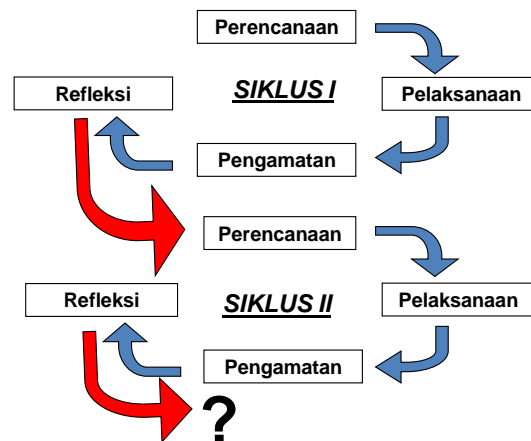 Perencanaan
SIKLUS I
Refleksi
Pelaksanaan
Pengamatan
Perencanaan
Refleksi
SIKLUS II
Pelaksanaan
Pengamatan
?